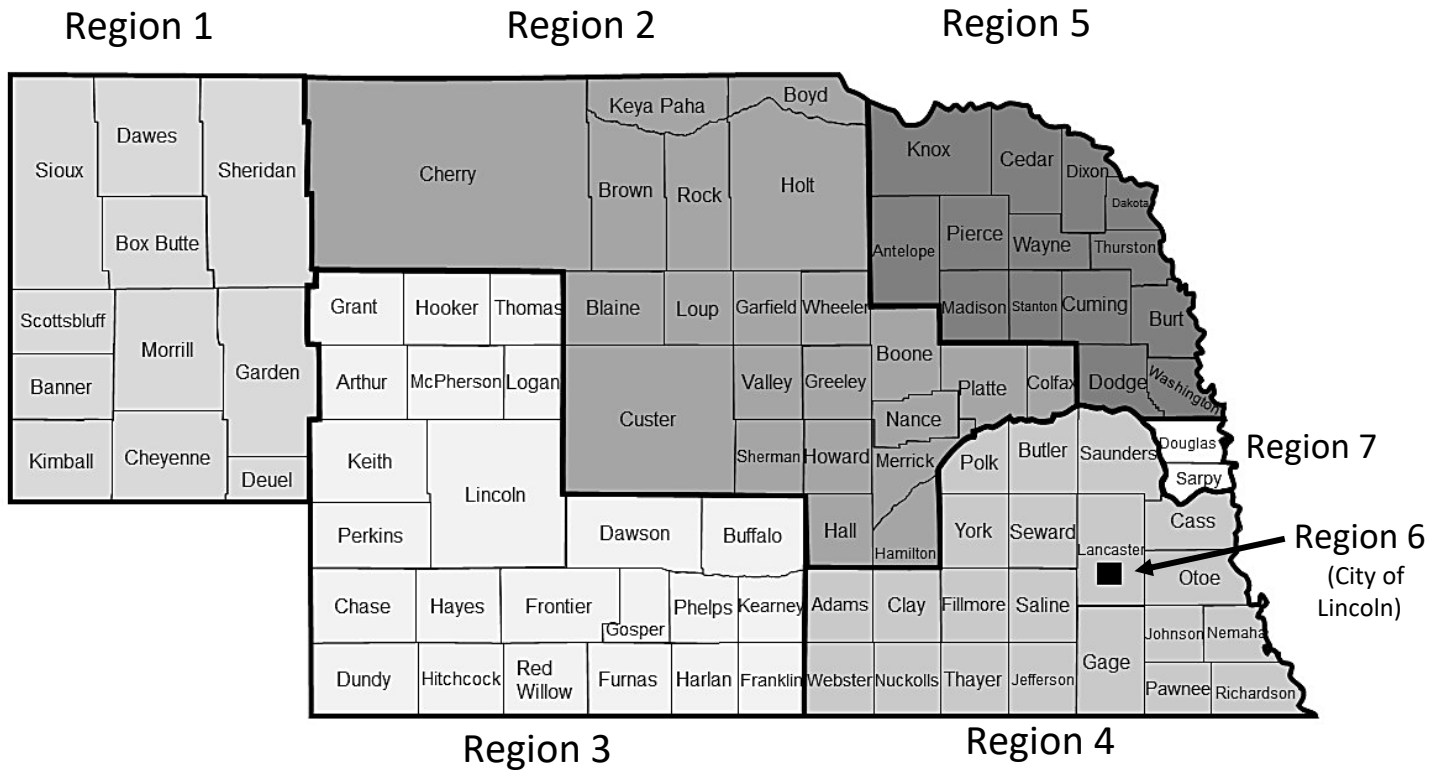 Region 1
Region 2
Region 5
Keya Paha
Boyd
Dawes
Knox
Cedar
Sioux
Sheridan
Cherry
Brown
Rock
Holt
Dixon
Dakota
Box Butte
Antelope
Pierce
Wayne
Thurston
Grant
Hooker
Thomas
Blaine
Loup
Garfield
Wheeler
Madison
Stanton
Cuming
Burt
Scottsbluff
Morrill
Garden
Banner
Arthur
McPherson
Logan
Custer
Valley
Greeley
Boone
Platte
Colfax
Dodge
Washington
Nance
Kimball
Cheyenne
Deuel
Keith
Lincoln
Sherman
Howard
Merrick
Polk
Butler
Saunders
Douglas
Region 7
Sarpy
Perkins
Dawson
Buffalo
Hall
Hamilton
York
Seward
Lancaster
Cass
Region 6
(City of
Lincoln)
Otoe
Chase
Hayes
Frontier
Gosper
Phelps
Kearney
Adams
Clay
Fillmore
Saline
Johnson
Nemaha
Dundy
Hitchcock
Red
Willow
Furnas
Harlan
Franklin
Webster
Nuckolls
Thayer
Jefferson
Gage
Pawnee
Richardson
Region 3
Region 4